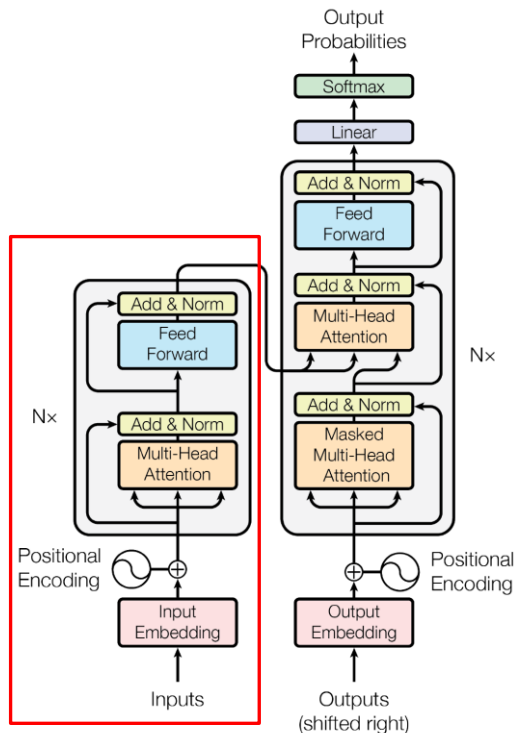 Output
Probabilities
Softmax
Linear
Add & Norm
Feed
Forward
Add & Norm
Multi-Head
Attention
Add & Norm
Masked
Multi-Head
Attention
N×
Positional
Encoding
Output
Embedding
Outputs
(shifted right)
Add & Norm
Feed
Forward
Add & Norm
Multi-Head
Attention
N×
Positional
Encoding
Input
Embedding
Inputs